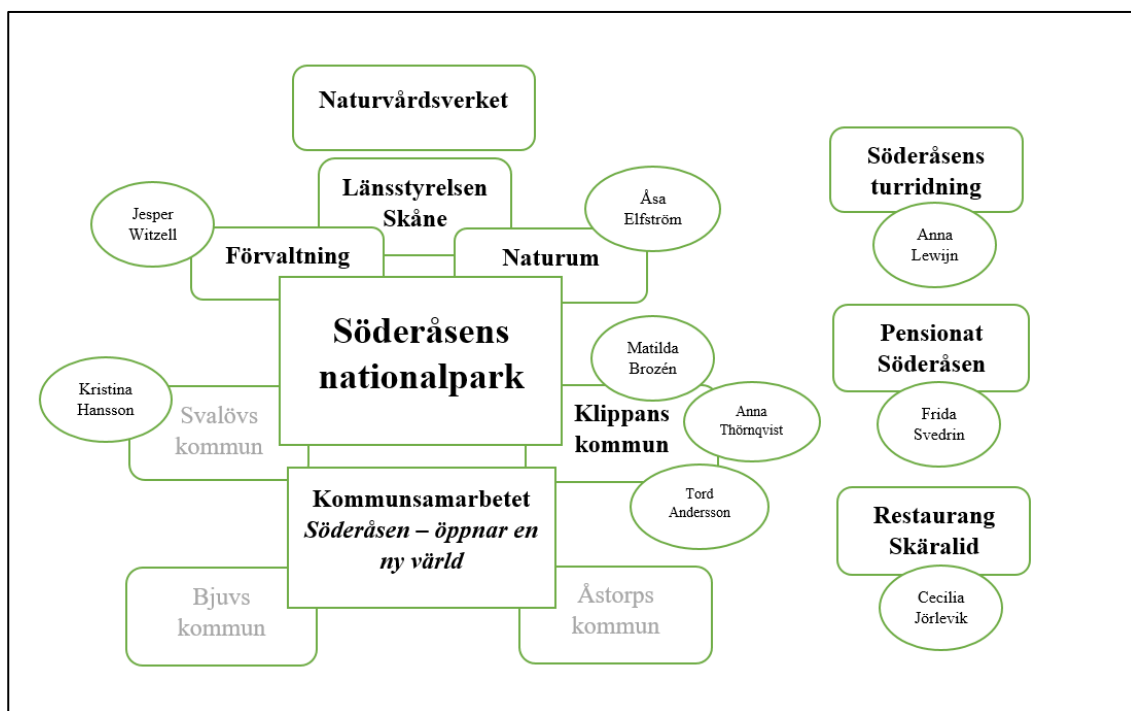 Naturvårdsverket
Länsstyrelsen
Skåne
Jesper
Witzell
Åsa
Elfström
Förvaltning
Naturum
Söderåsens
nationalpark
Kristina
Hansson
Svalövs
kommun
Matilda
Brozén
Klippans
kommun
Anna
Thörnqvist
Tord
Andersson
Kommunsamarbetet
Söderåsen – öppnar en
ny värld
Bjuvs
kommun
Åstorps
kommun
Söderåsens
turridning
Anna
Lewijn
Pensionat
Söderåsen
Frida
Svedrin
Restaurang
Skäralid
Cecilia
Jörlevik